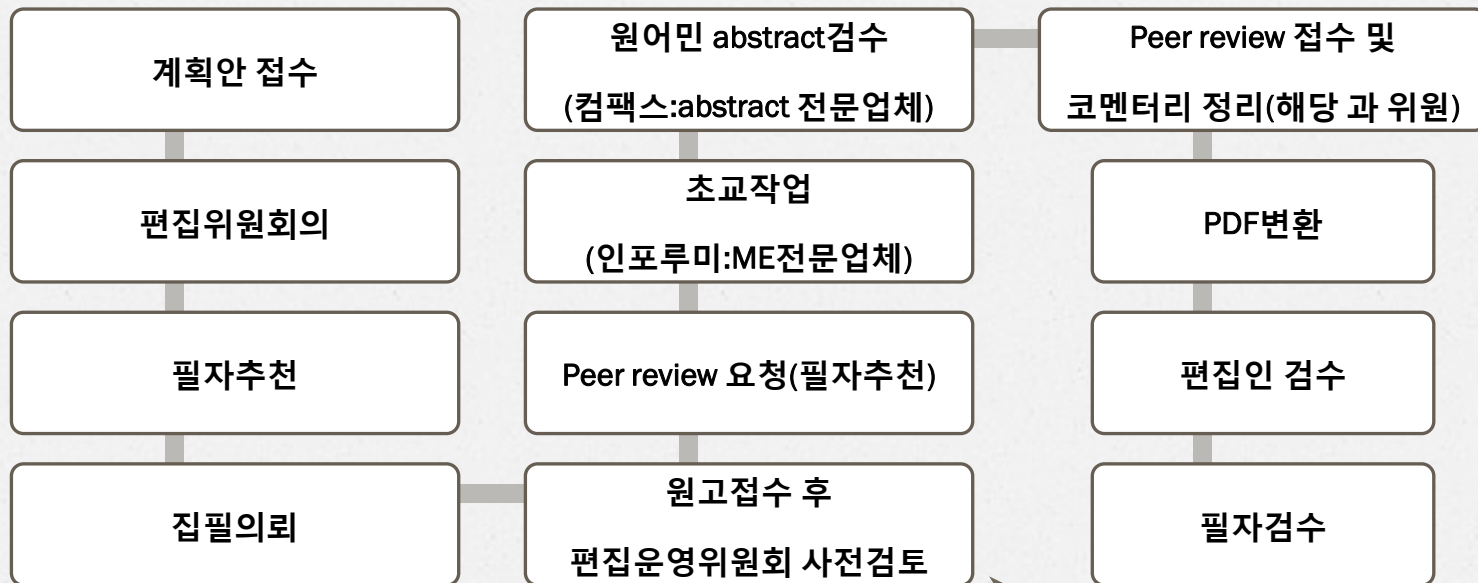 계획안 접수
편집위원회의
필자추천
집필의뢰
원고접수 후
편집운영위원회 사전검토
Peer review 요청(필자추천)
초교작업
(인포루미:ME전문업체)
원어민 abstract검수
(컴팩스:abstract 전문업체)
Peer review 접수 및
코멘터리 정리(해당 과 위원)
PDF변환
편집인 검수
필자검수